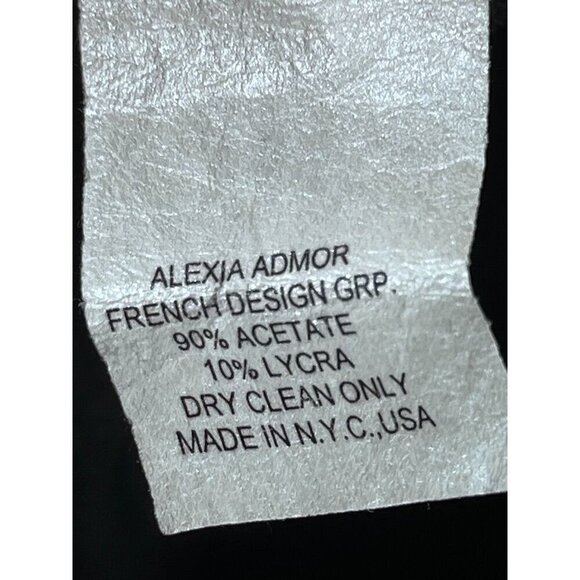 ALEXIA ADMOR
FRENCH DESIGN GRP.
90% ACETATE
10% LYCRA
DRY CLEAN ONLY
MADE IN N.Y.C.,USA